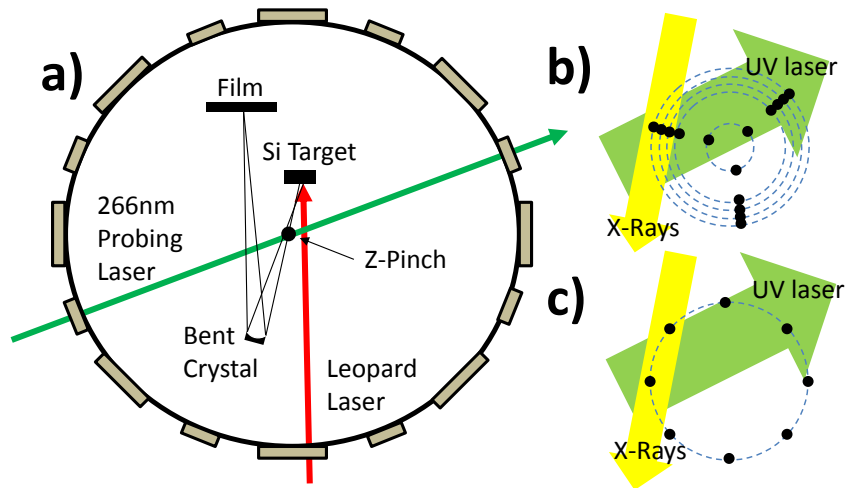 a)
Film
Si Target
266nm
Probing
Laser
Z-Pinch
Bent
Crystal
Leopard
Laser
b)
UV laser
X-Rays
c)
UV laser
X-Rays